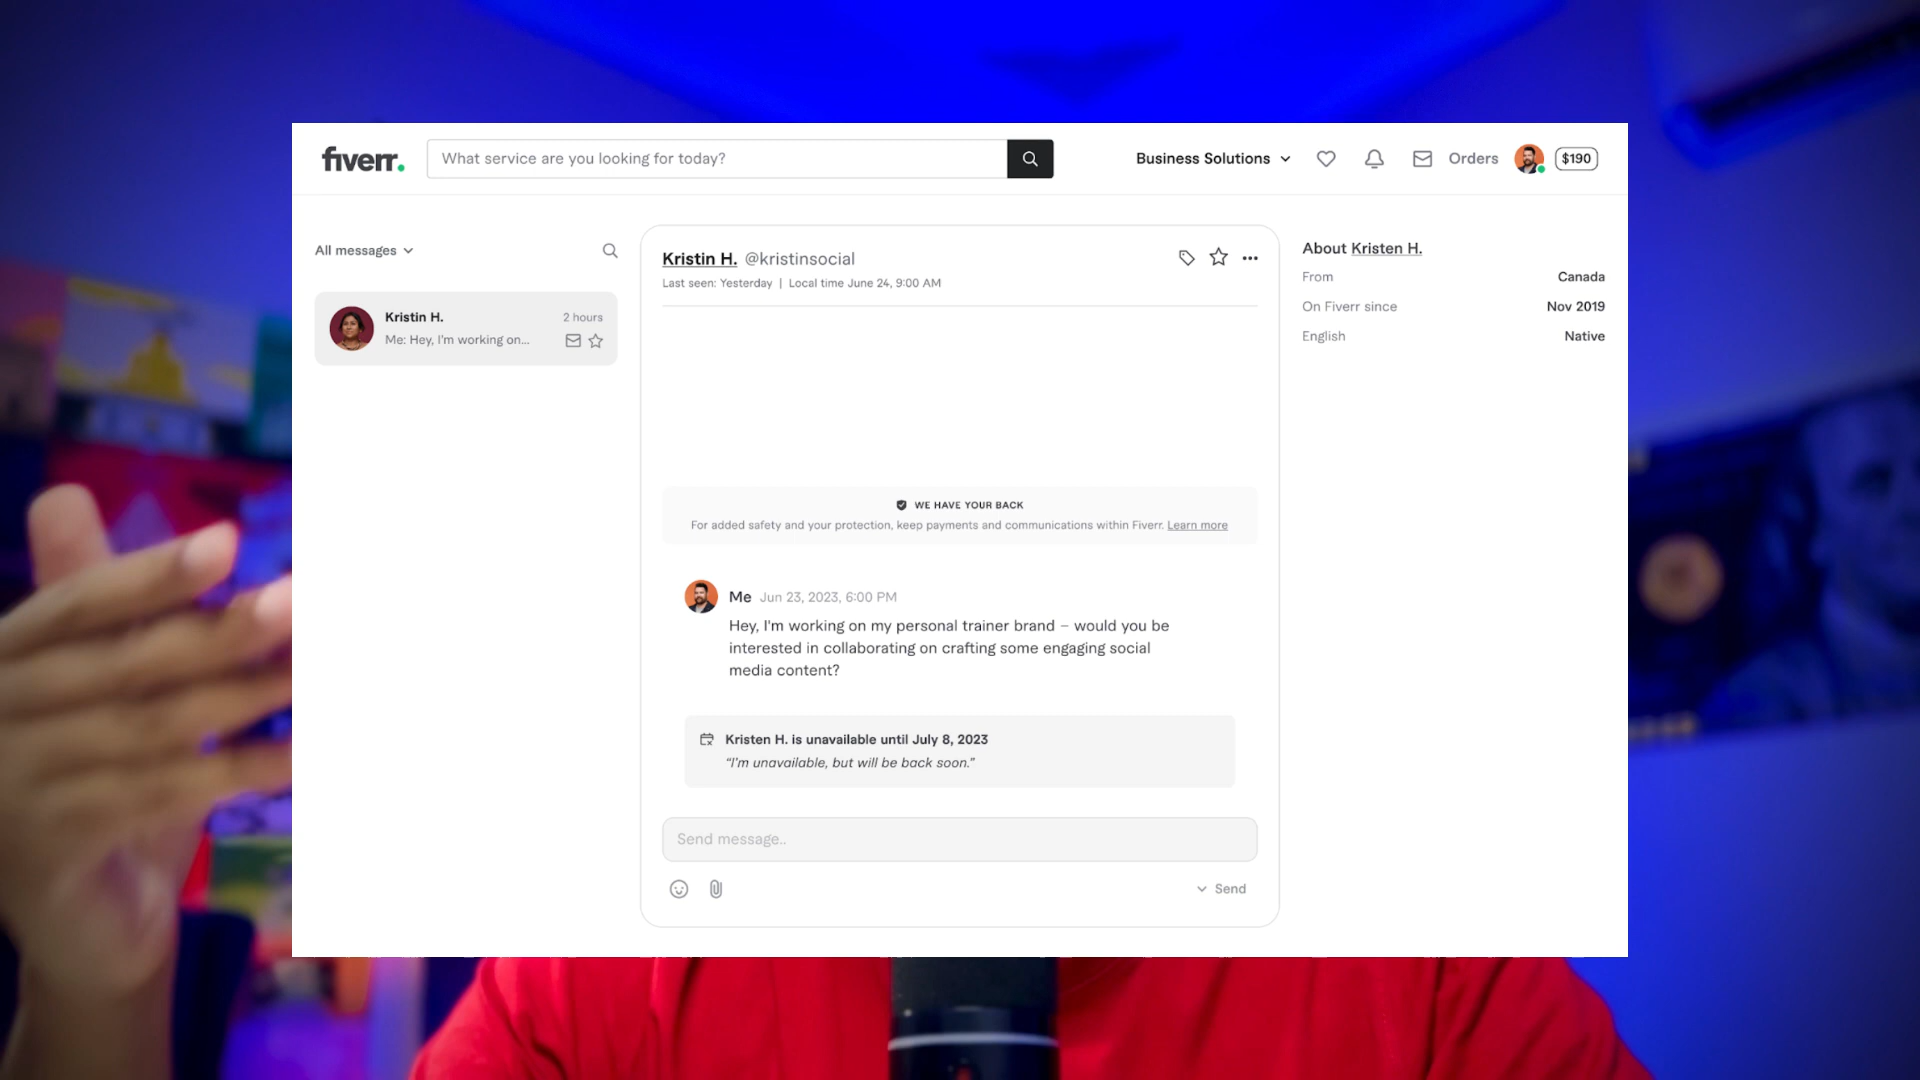 fiverr.
What service are you looking for today?
Business Solutions
Orders
$190
All messages
Kristin H.
2 hours
Me: Hey, I'm working on...
Kristin H. @kristinsocial
Last seen: Yesterday | Local time June 24, 9:00 AM
WE HAVE YOUR BACK
For added safety and your protection, keep payments and communications within Fiverr. Learn more
Me Jun 23, 2023, 6:00 PM
Hey, I'm working on my personal trainer brand – would you be
interested in collaborating on crafting some engaging social
media content?
Kristen H. is unavailable until July 8, 2023
“I'm unavailable, but will be back soon.”
Send message..
Send
About Kristen H.
From Canada
On Fiverr since Nov 2019
English Native